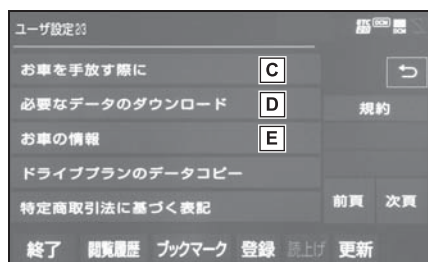 ユーザ設定2/3
ETC DCM DCM
お車を手放す際に C
必要なデータのダウンロード D
規約
お車の情報 E
ドライブプランのデータコピー
特定商取引法に基づく表記
前頁 次頁
終了 閲覧履歴 ブックマーク 登録 読上げ 更新